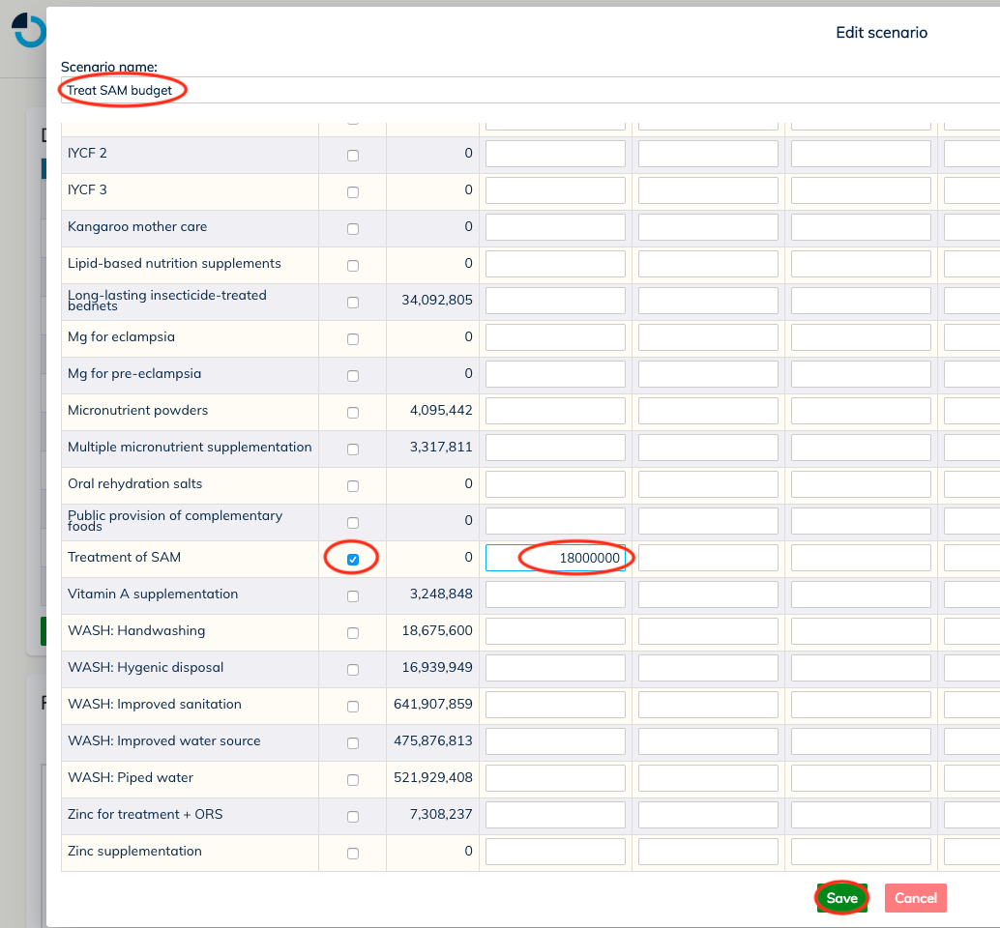 Edit scenario
Scenario name:
Treat SAM budget
IYCF 2 0
IYCF 3 0
Kangaroo mother care 0
Lipid-based nutrition supplements 0
Long-lasting insecticide-treated
bednets 34,092,805
Mg for eclampsia 0
Mg for pre-eclampsia 0
Micronutrient powders 4,095,442
Multiple micronutrient supplementation 3,317,811
Oral rehydration salts 0
Public provision of complementary
foods 0
Treatment of SAM 0 18000000
Vitamin A supplementation 3,248,848
WASH: Handwashing 18,675,600
WASH: Hygenic disposal 16,939,949
WASH: Improved sanitation 641,907,859
WASH: Improved water source 475,876,813
WASH: Piped water 521,929,408
Zinc for treatment + ORS 7,308,237
Zinc supplementation 0
Save Cancel